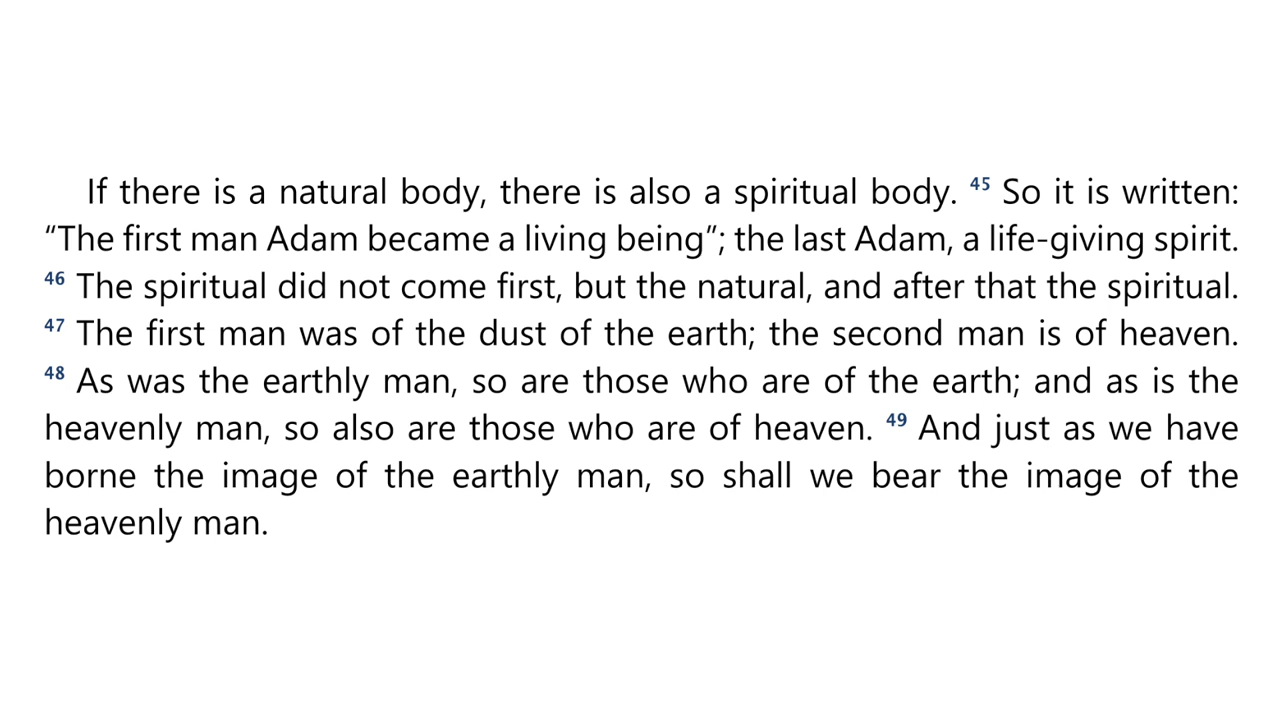 If there is a natural body, there is also a spiritual body. 45 So it is written:
“The first man Adam became a living being”; the last Adam, a life-giving spirit.
46 The spiritual did not come first, but the natural, and after that the spiritual.
47 The first man was of the dust of the earth; the second man is of heaven.
48 As was the earthly man, so are those who are of the earth; and as is the
heavenly man, so also are those who are of heaven. 49 And just as we have
borne the image of the earthly man, so shall we bear the image of the
heavenly man.